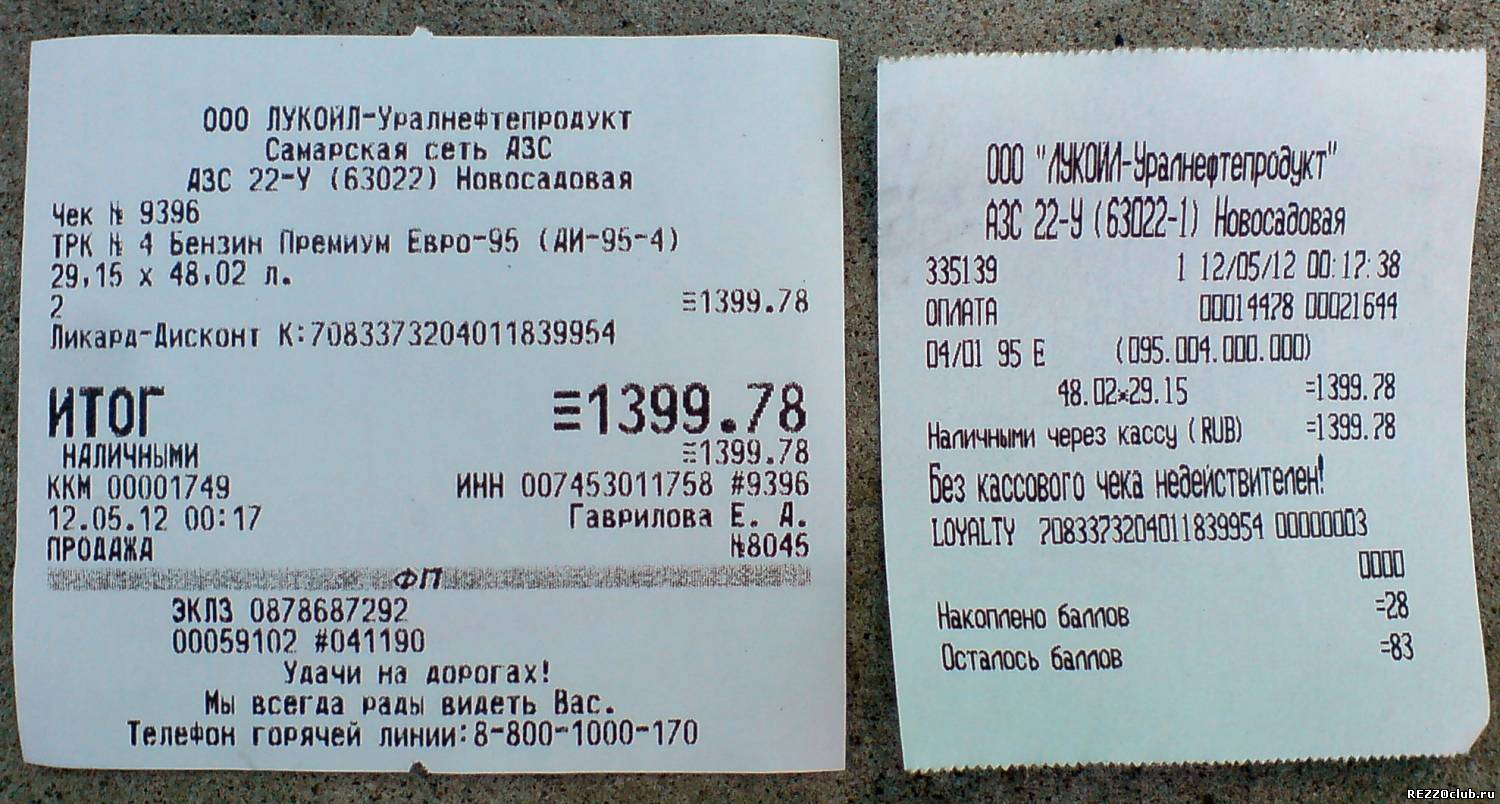 ООО ЛУКОЙЛ-Уралнефтепродукт
Самарская сеть АЗС
АЗС 22-У (63022) Новосадовая
Чек № 9396
ТРК № 4 Бензин Премиум Евро-95 (АИ-95-4)
29,15 x 48,02 л.
2 ≡1399.78
Ликард-Дисконт К:7083373204011839954
ИТОГ ≡1399.78
НАЛИЧНЫМИ ≡1399.78
ККМ 00001749 ИНН 007453011758 #9396
12.05.12 00:17 Гаврилова Е. А.
ПРОДАЖА №8045
ФП
ЭКЛЗ 0878687292
00059102 #041190
Удачи на дорогах!
Мы всегда рады видеть Вас.
Телефон горячей линии:8-800-1000-170
ООО "ЛУКОЙЛ-Уралнефтепродукт"
АЗС 22-У (63022-1) Новосадовая
335139 1 12/05/12 00:17:38
ОПЛАТА 00014478 00021644
04/01 95 Е (095.004.000.000)
48.02*29.15 =1399.78
Наличными через кассу (RUB) =1399.78
Без кассового чека недействителен!
LOYALTY 7083373204011839954 00000003
0000
Накоплено баллов =28
Осталось баллов =83
REZZOclub.ru